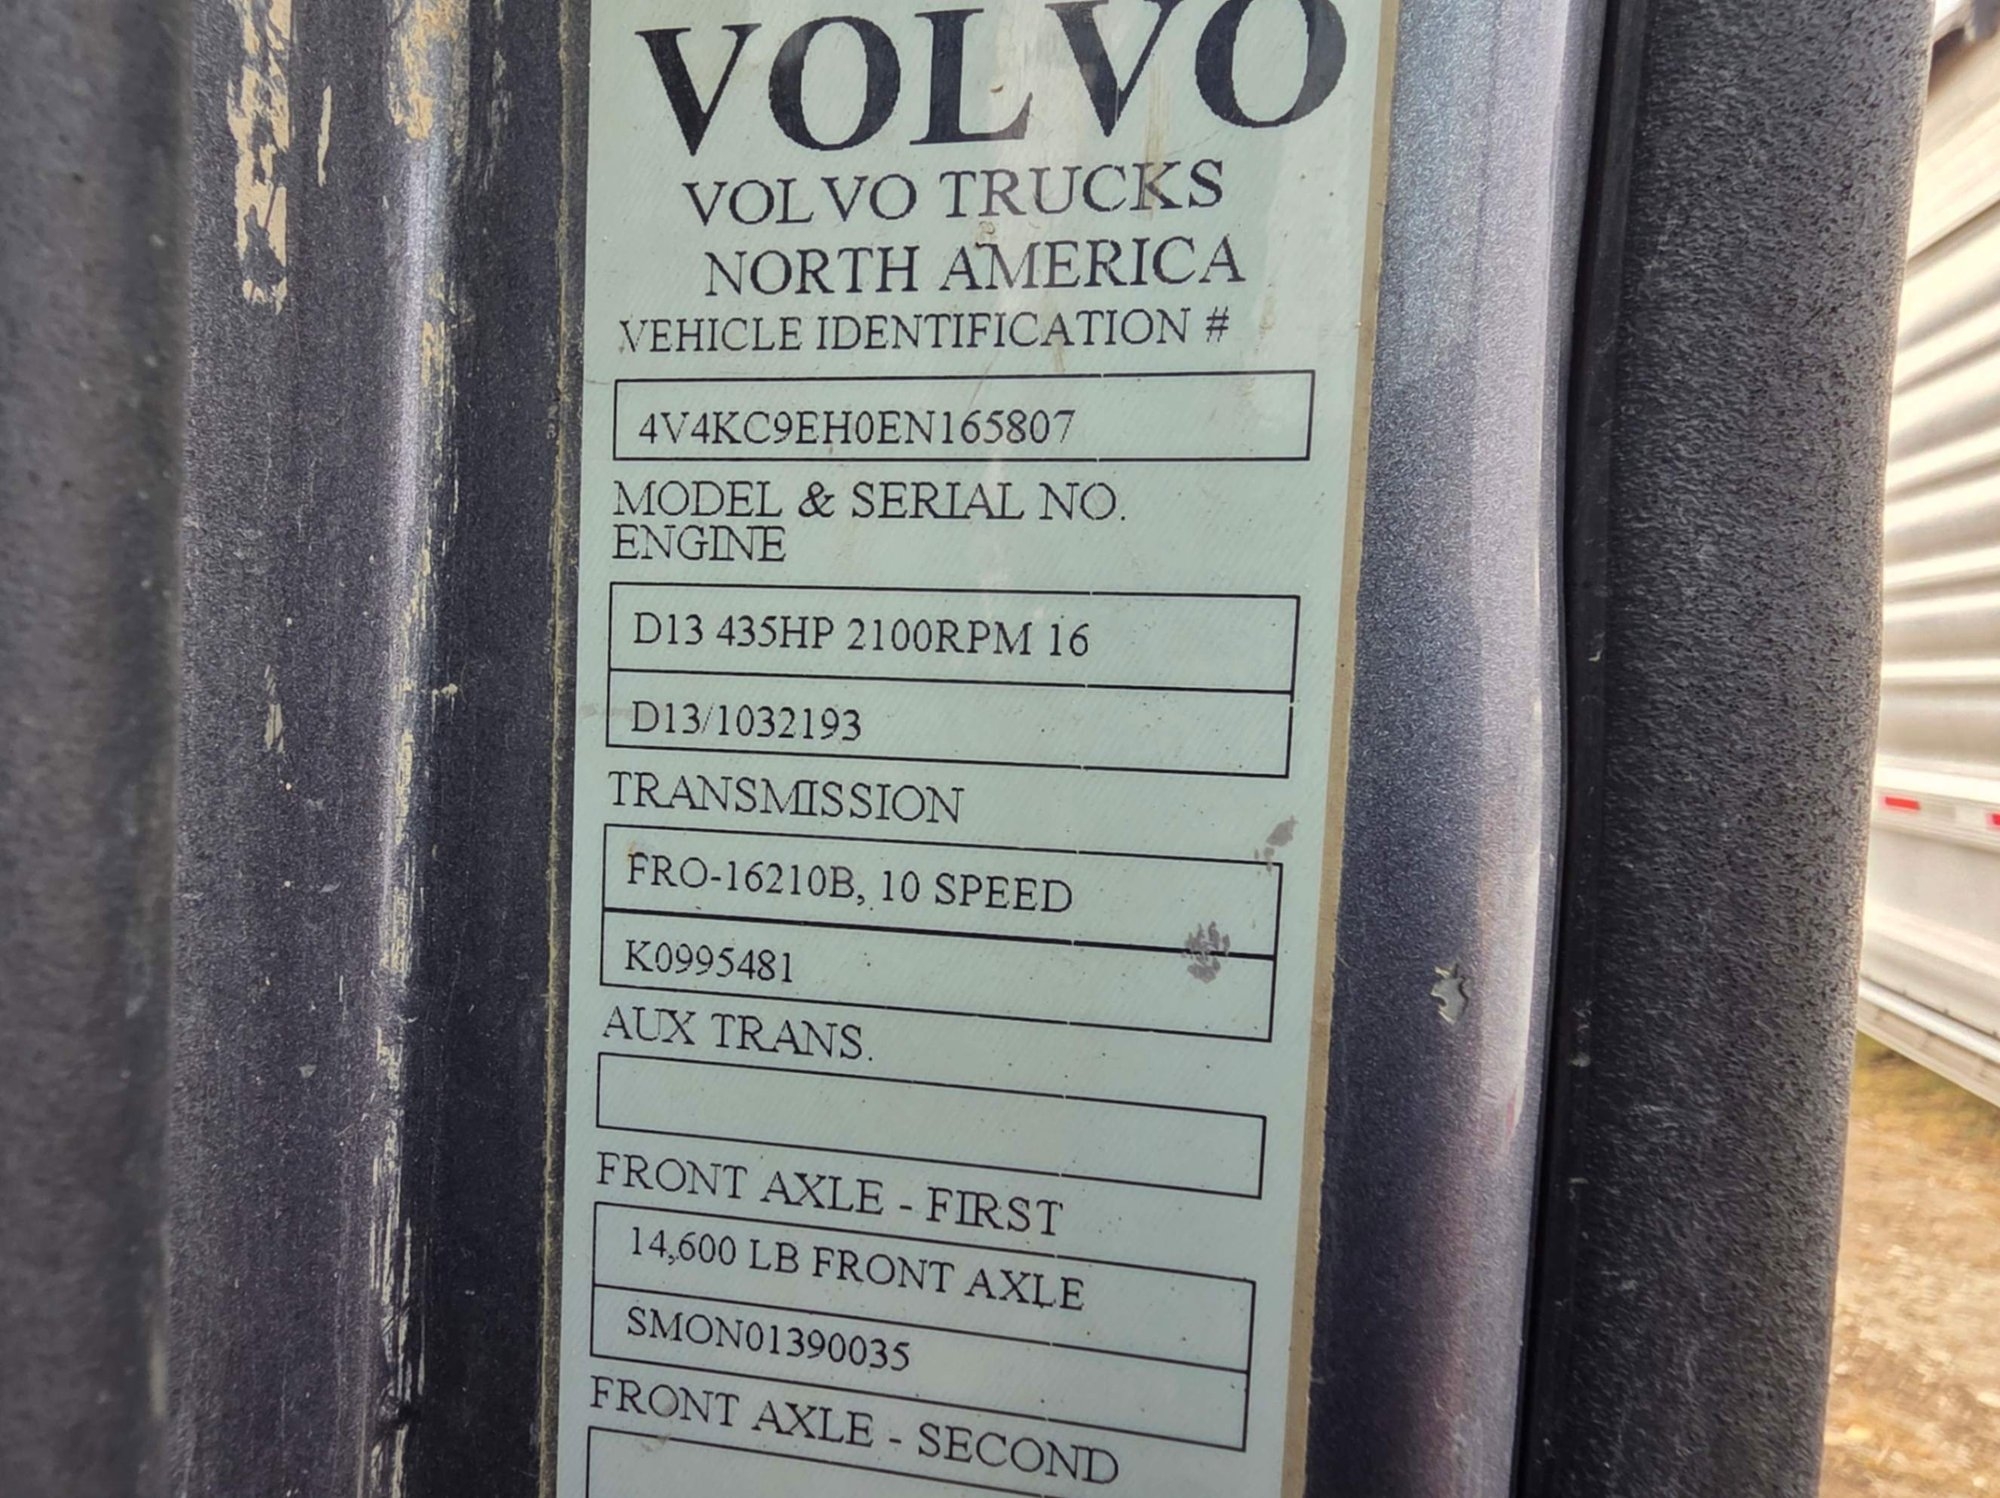 VOLVO
VOLVO TRUCKS
NORTH AMERICA
VEHICLE IDENTIFICATION #
4V4KC9EH0EN165807
MODEL & SERIAL NO.
ENGINE
D13 435HP 2100RPM 16
D13/1032193
TRANSMISSION
FRO-16210B, 10 SPEED
K0995481
AUX TRANS.
FRONT AXLE - FIRST
14,600 LB FRONT AXLE
SMON01390035
FRONT AXLE - SECOND